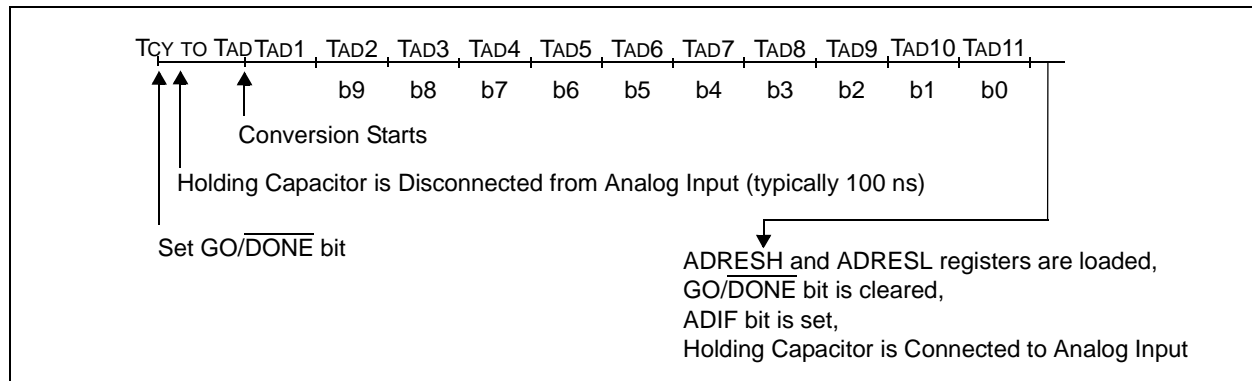 TCY TO TAD TAD1 TAD2 TAD3 TAD4 TAD5 TAD6 TAD7 TAD8 TAD9 TAD10 TAD11
b9 b8 b7 b6 b5 b4 b3 b2 b1 b0
Conversion Starts
Holding Capacitor is Disconnected from Analog Input (typically 100 ns)
Set GO/DONE bit
ADRESH and ADRESL registers are loaded,
GO/DONE bit is cleared,
ADIF bit is set,
Holding Capacitor is Connected to Analog Input